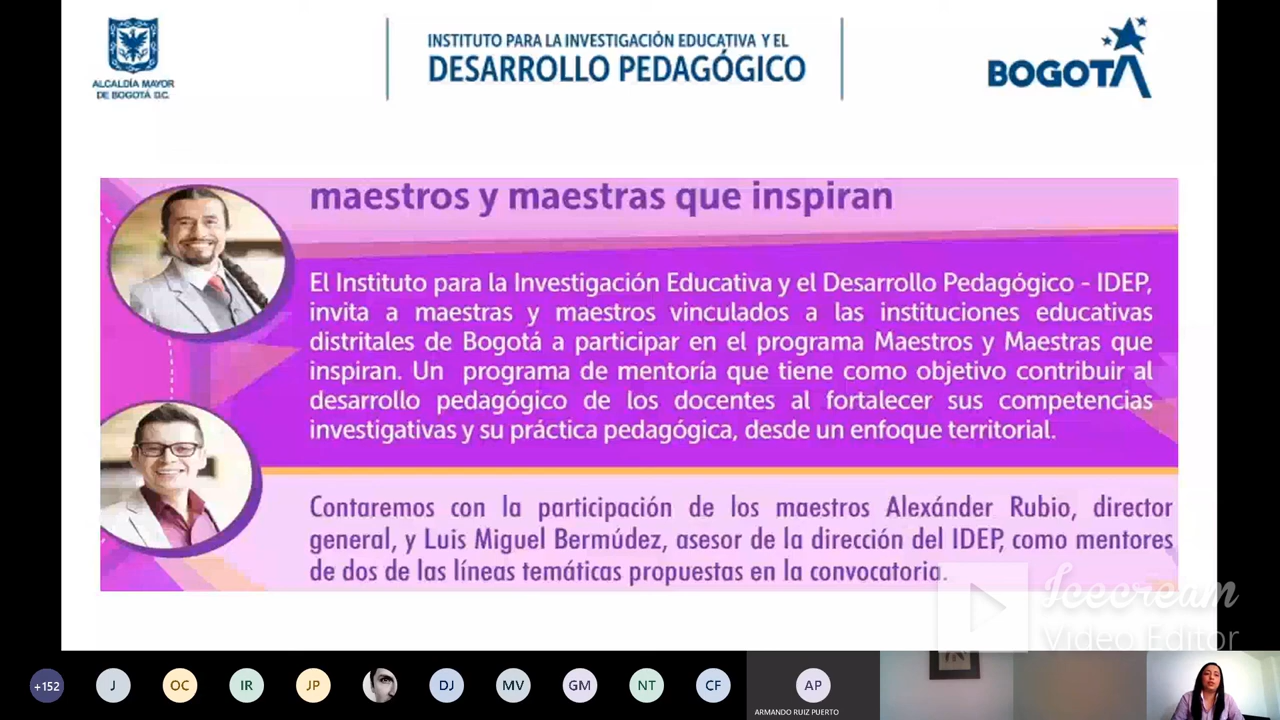 ALCALDÍA MAYOR
DE BOGOTÁ D.C.
INSTITUTO PARA LA INVESTIGACIÓN EDUCATIVA Y EL
DESARROLLO PEDAGÓGICO
BOGOTÁ
maestros y maestras que inspiran
El Instituto para la Investigación Educativa y el Desarrollo Pedagógico - IDEP,
invita a maestras y maestros vinculados a las instituciones educativas
distritales de Bogotá a participar en el programa Maestros y Maestras que
inspiran. Un programa de mentoría que tiene como objetivo contribuir al
desarrollo pedagógico de los docentes al fortalecer sus competencias
investigativas y su práctica pedagógica, desde un enfoque territorial.
Contaremos con la participación de los maestros Alexánder Rubio, director
general, y Luis Miguel Bermúdez, asesor de la dirección del IDEP, como mentores
de dos de las líneas temáticas propuestas en la convocatoria.
Icecream
Video Editor
+152
J
OC
IR
JP
DJ
MV
GM
NT
CF
AP
ARMANDO RUIZ PUERTO